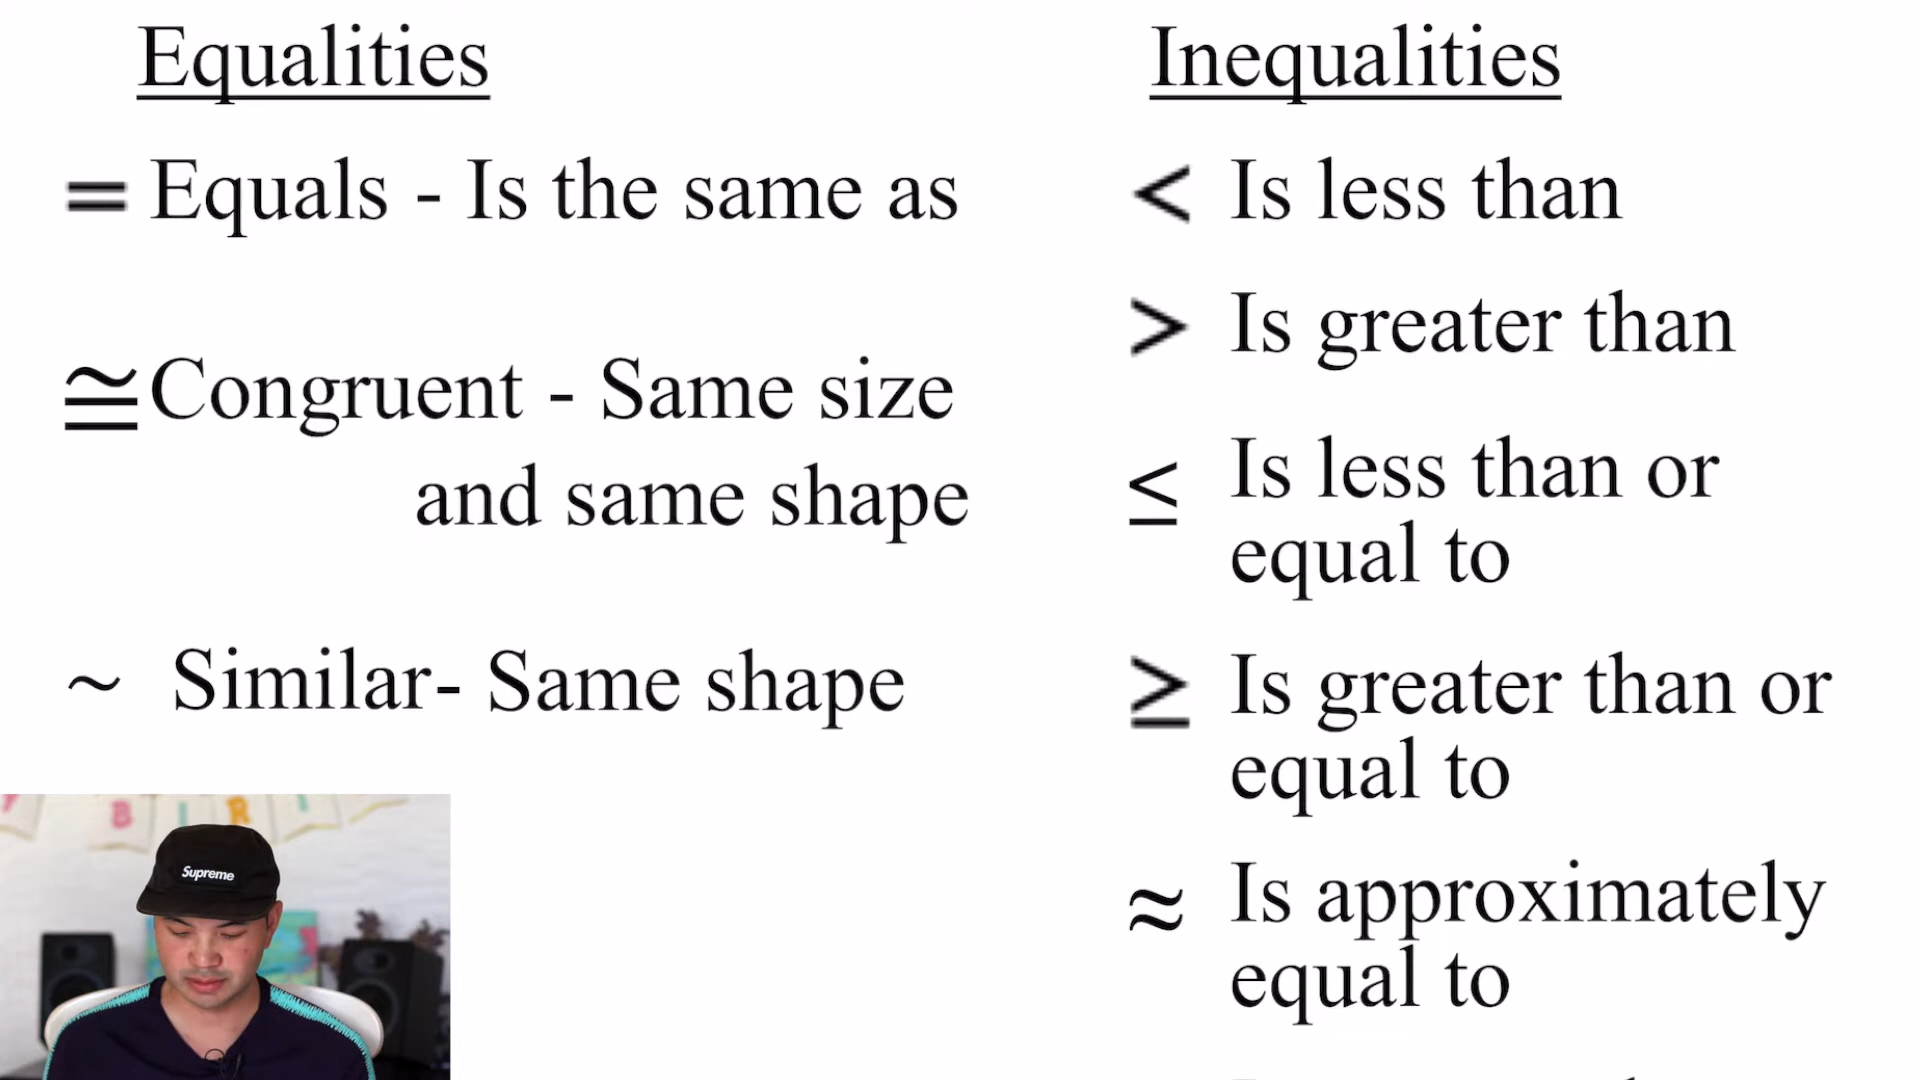 Equalities
= Equals - Is the same as
≅ Congruent - Same size
and same shape
~ Similar- Same shape
Inequalities
< Is less than
> Is greater than
≤ Is less than or
equal to
≥ Is greater than or
equal to
≈ Is approximately
equal to
B I R T
Supreme